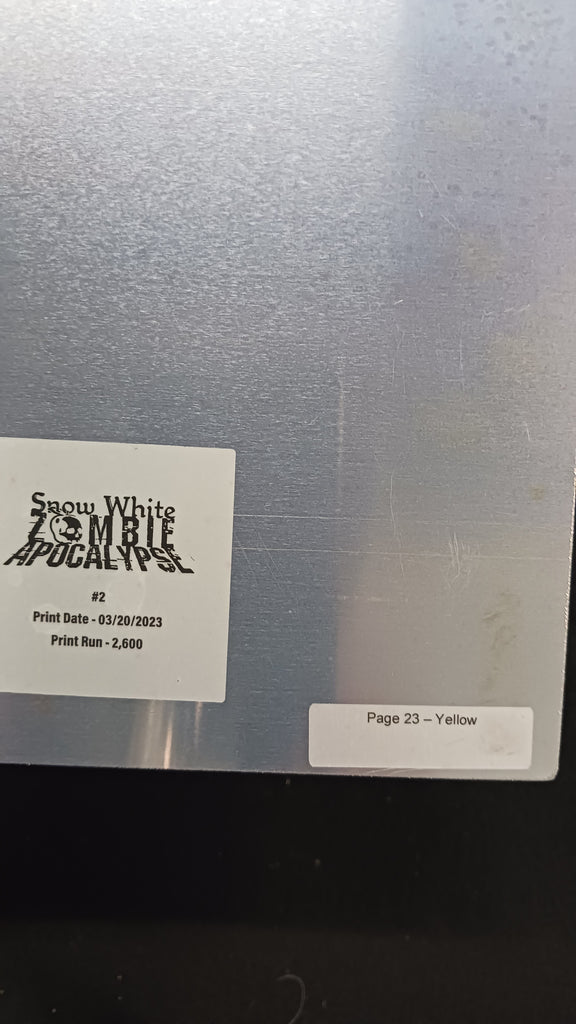 Snow White
ZOMBIE
APOCALYPSE
#2
Print Date - 03/20/2023
Print Run - 2,600
Page 23 – Yellow